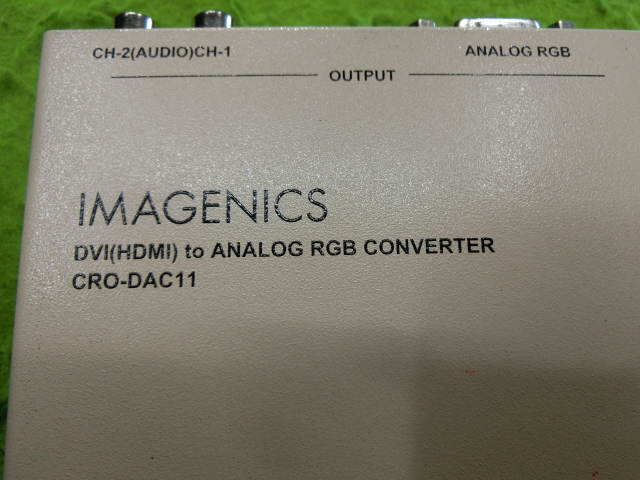 CH-2(AUDIO)CH-1 ANALOG RGB
OUTPUT
IMAGENICS
DVI(HDMI) to ANALOG RGB CONVERTER
CRO-DAC11